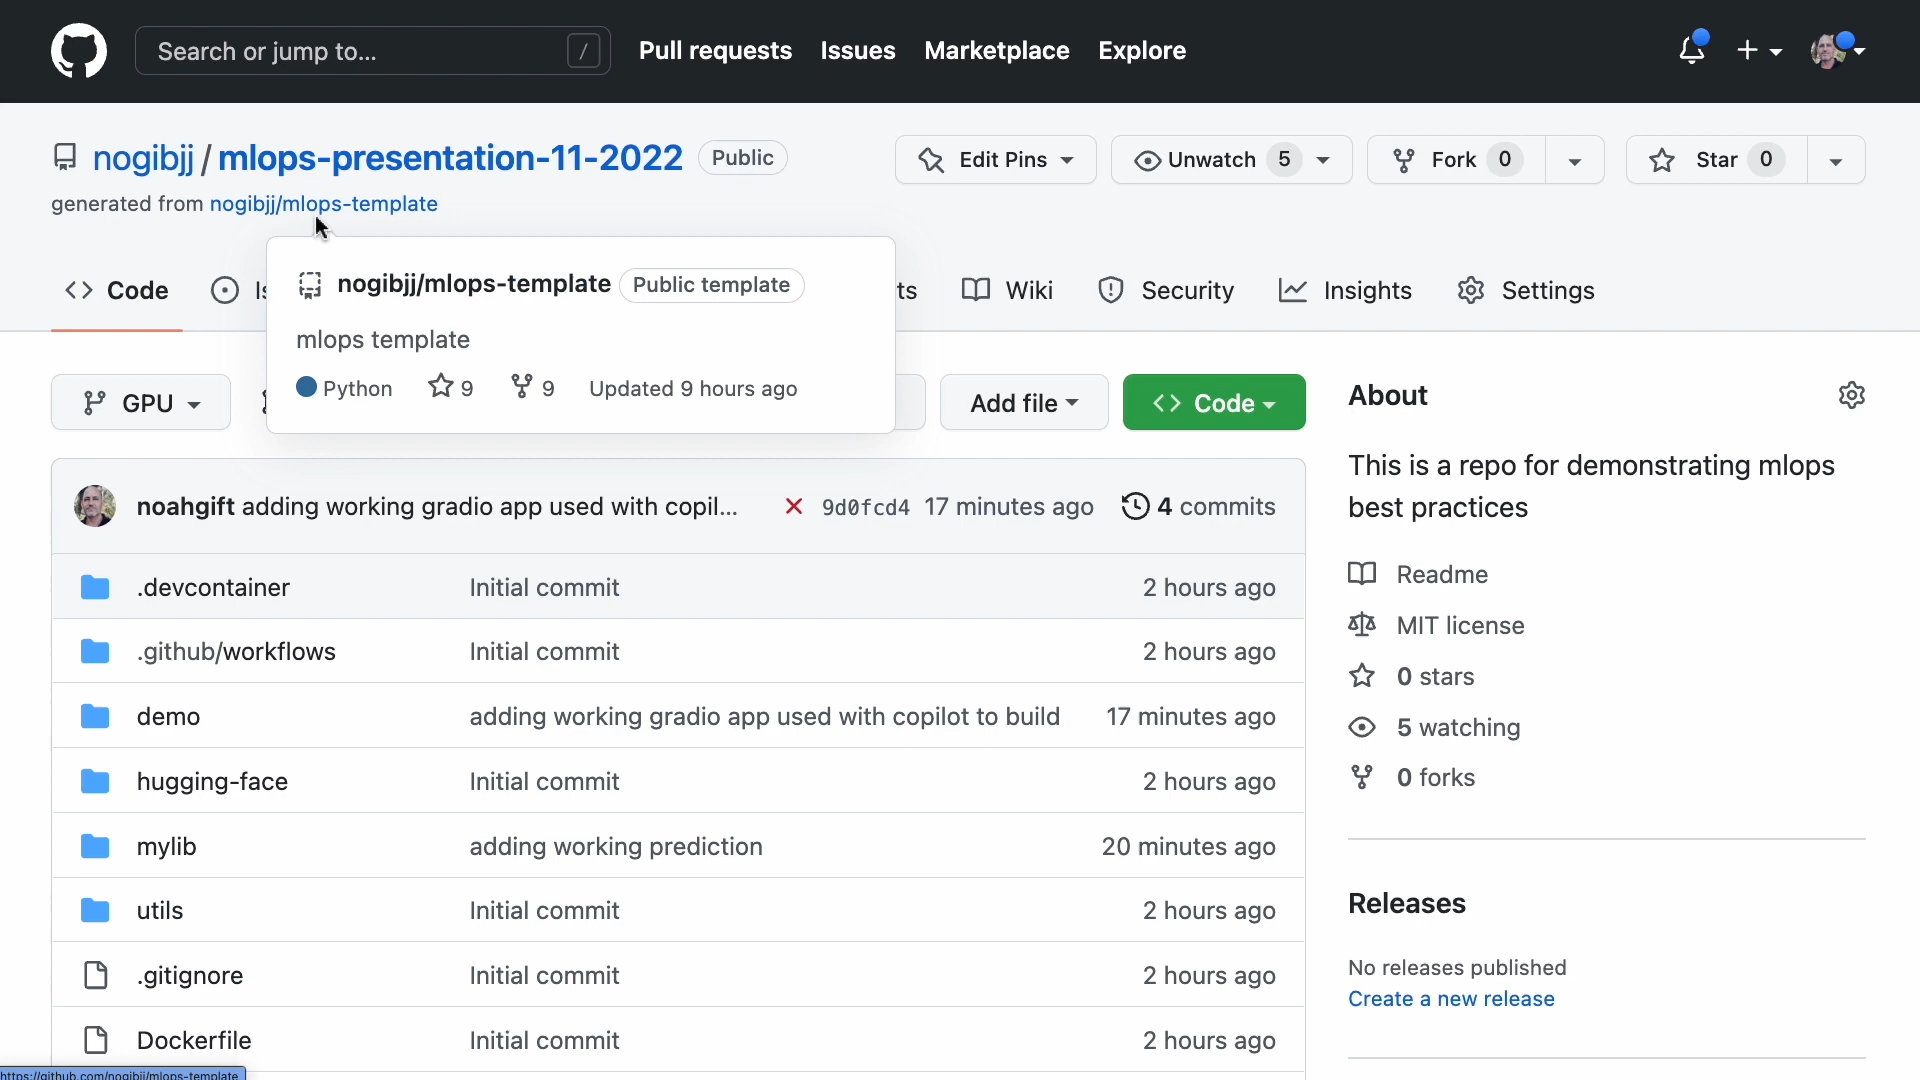 Search or jump to... /
Pull requests Issues Marketplace Explore
nogibjj / mlops-presentation-11-2022 Public
Edit Pins Unwatch 5 Fork 0 Star 0
generated from nogibjj/mlops-template
Code Is ts Wiki Security Insights Settings
nogibjj/mlops-template Public template
mlops template
Python 9 9 Updated 9 hours ago
GPU Add file Code
About
This is a repo for demonstrating mlops
best practices
Readme
MIT license
0 stars
5 watching
0 forks
Releases
No releases published
Create a new release
noahgift adding working gradio app used with copil... 9d0fcd4 17 minutes ago 4 commits
.devcontainer Initial commit 2 hours ago
.github/workflows Initial commit 2 hours ago
demo adding working gradio app used with copilot to build 17 minutes ago
hugging-face Initial commit 2 hours ago
mylib adding working prediction 20 minutes ago
utils Initial commit 2 hours ago
.gitignore Initial commit 2 hours ago
Dockerfile Initial commit 2 hours ago
https://github.com/nogibjj/mlops-template